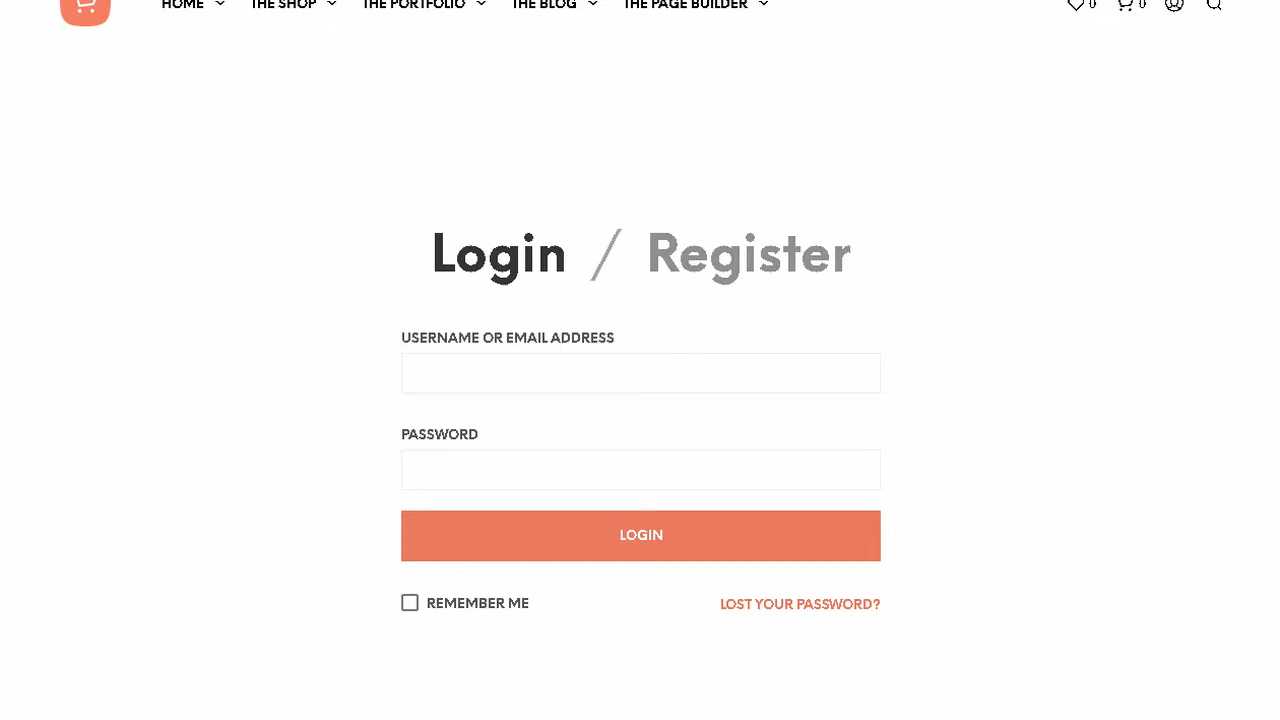 HOME THE SHOP THE PORTFOLIO THE BLOG THE PAGE BUILDER 0 0
Login / Register
USERNAME OR EMAIL ADDRESS
PASSWORD
LOGIN
REMEMBER ME LOST YOUR PASSWORD?